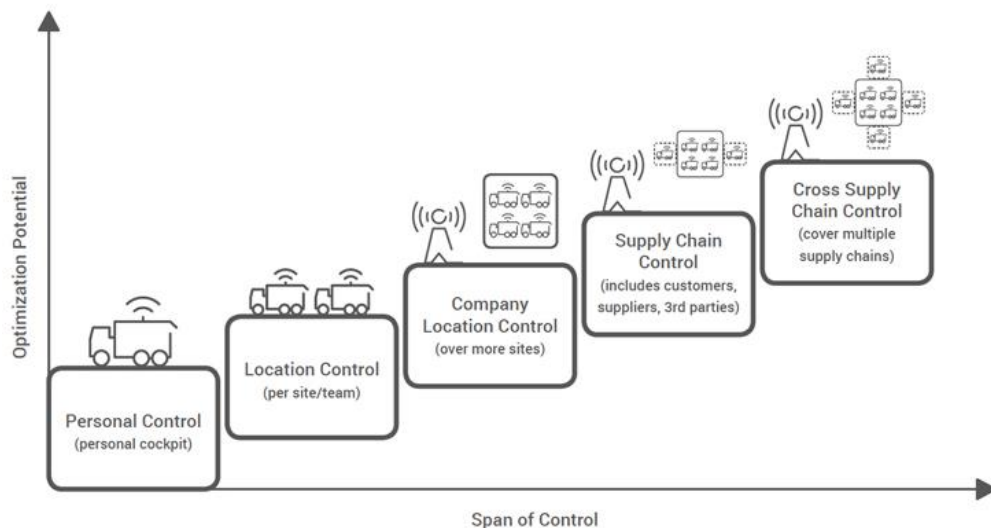 Optimization Potential
Personal Control
(personal cockpit)
Location Control
(per site/team)
Company
Location Control
(over more sites)
Supply Chain
Control
(includes customers,
suppliers, 3rd parties)
Cross Supply
Chain Control
(cover multiple
supply chains)
Span of Control